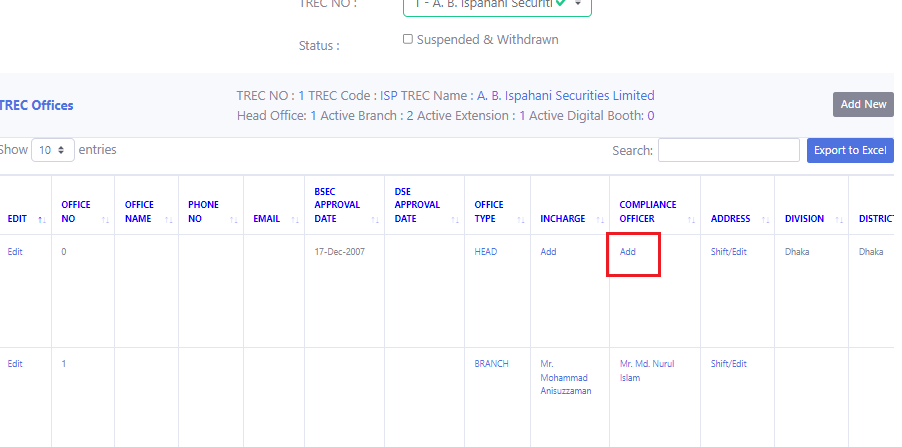 TREC NO :
1 - A. B. Ispahani Securiti
Status :
Suspended & Withdrawn
TREC Offices
TREC NO : 1 TREC Code : ISP TREC Name : A. B. Ispahani Securities Limited
Head Office: 1 Active Branch : 2 Active Extension : 1 Active Digital Booth: 0
Add New
Show 10 entries
Search:
Export to Excel
EDIT
OFFICE
NO
OFFICE
NAME
PHONE
NO
EMAIL
BSEC
APPROVAL
DATE
DSE
APPROVAL
DATE
OFFICE
TYPE
INCHARGE
COMPLIANCE
OFFICER
ADDRESS
DIVISION
DISTRICT
Edit
0
17-Dec-2007
HEAD
Add
Add
Shift/Edit
Dhaka
Dhaka
Edit
1
BRANCH
Mr.
Mohammad
Anisuzzaman
Mr. Md. Nurul
Islam
Shift/Edit